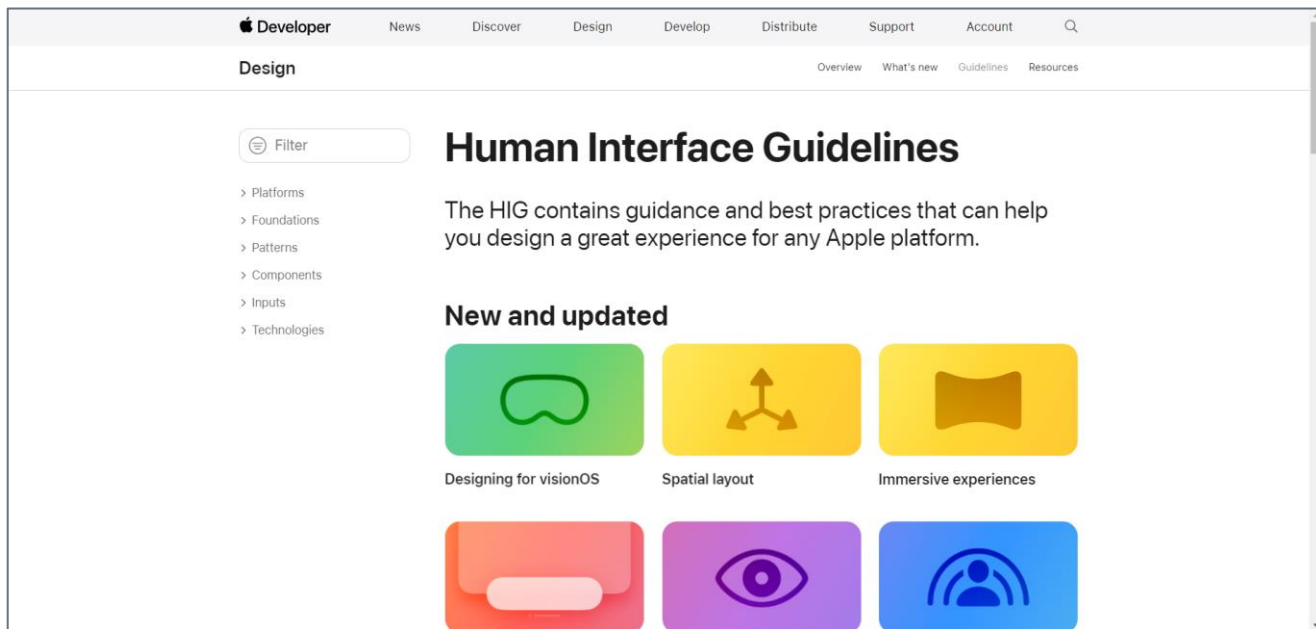 Developer News Discover Design Develop Distribute Support Account
Design Overview What's new Guidelines Resources
Filter
Platforms
Foundations
Patterns
Components
Inputs
Technologies
Human Interface Guidelines
The HIG contains guidance and best practices that can help
you design a great experience for any Apple platform.
New and updated
Designing for visionOS Spatial layout Immersive experiences